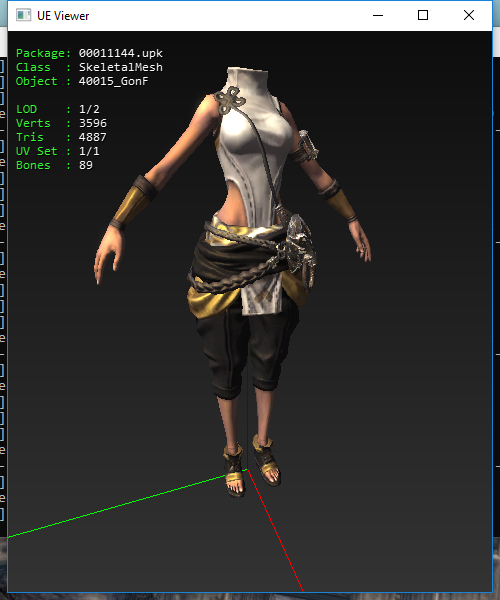 UE Viewer
Package: 00011144.upk
Class  : SkeletalMesh
Object : 40015_GonF
LOD    : 1/2
Verts  : 3596
Tris   : 4887
UV Set : 1/1
Bones  : 89